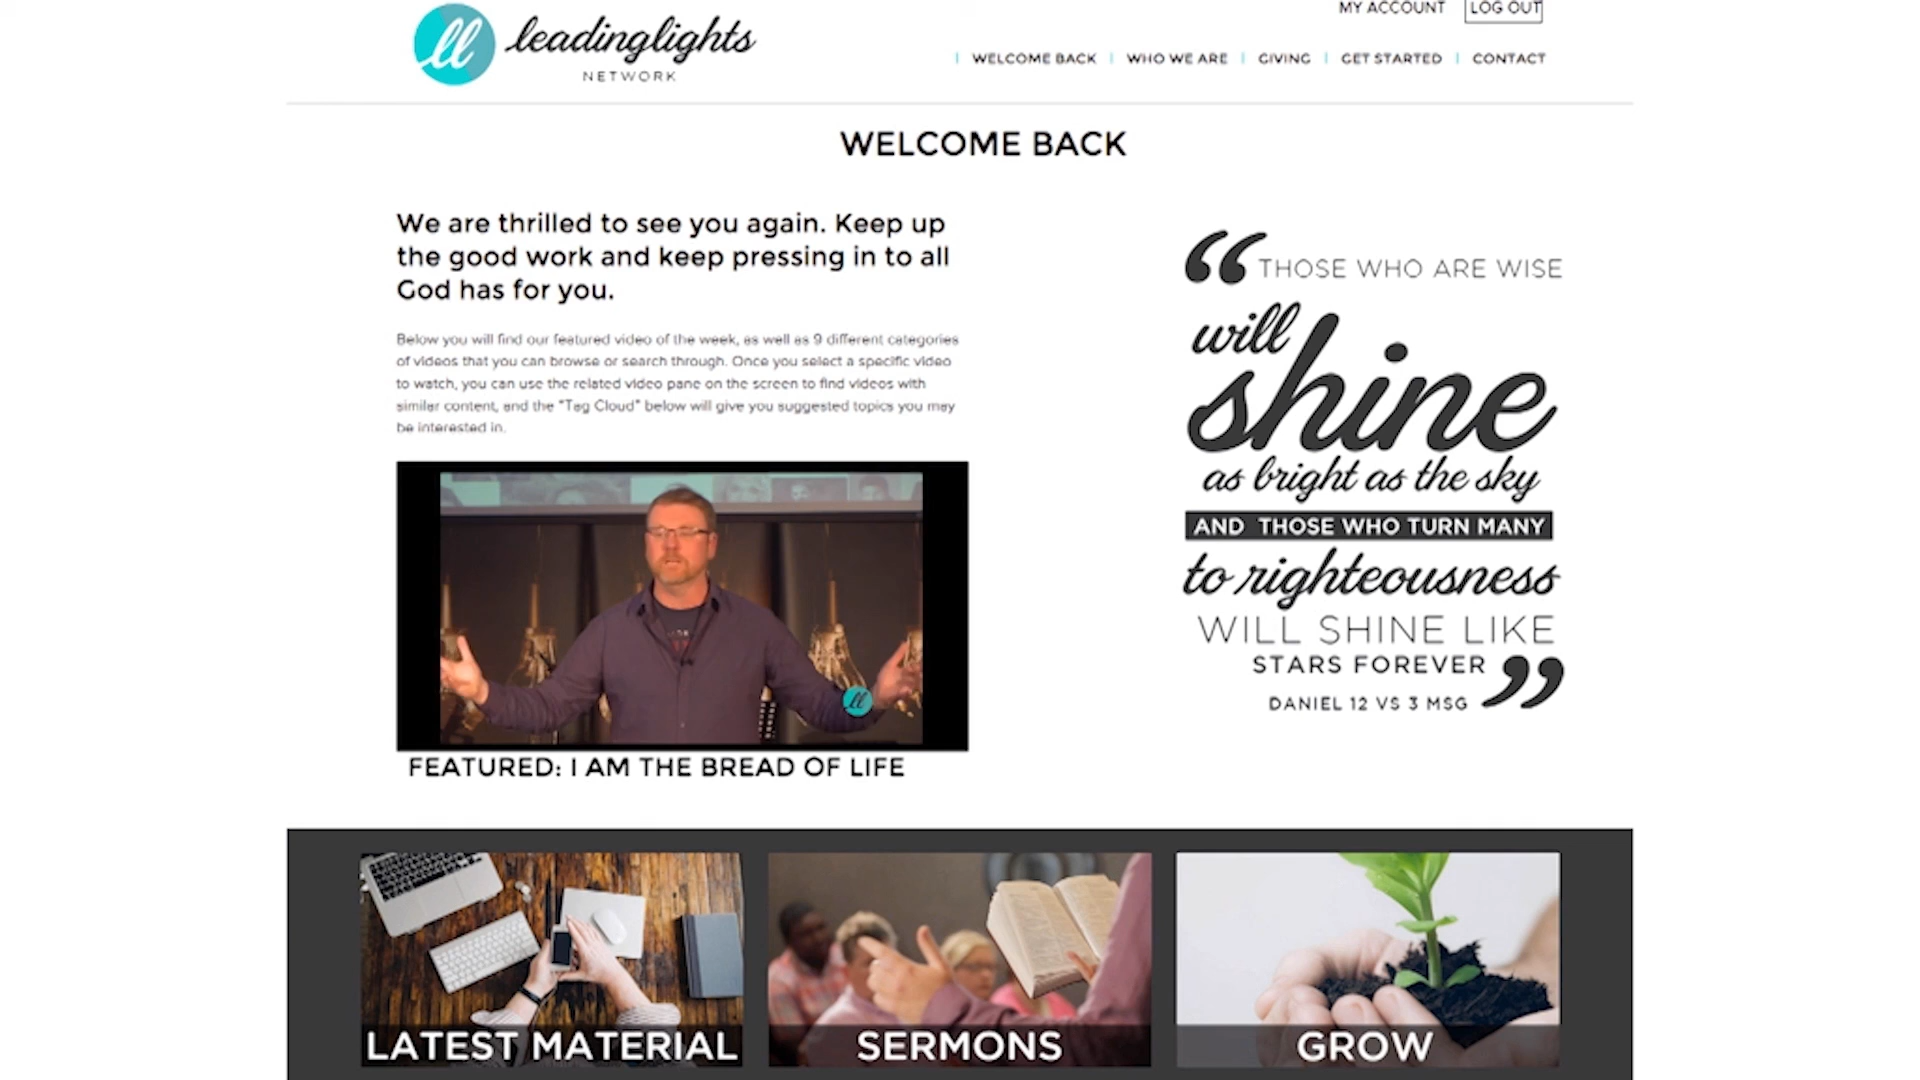 ll leadinglights
NETWORK
MY ACCOUNT LOG OUT
WELCOME BACK WHO WE ARE GIVING GET STARTED CONTACT
WELCOME BACK
We are thrilled to see you again. Keep up
the good work and keep pressing in to all
God has for you.
Below you will find our featured video of the week, as well as 9 different categories
of videos that you can browse or search through. Once you select a specific video
to watch, you can use the related video pane on the screen to find videos with
similar content, and the "Tag Cloud" below will give you suggested topics you may
be interested in.
ll
FEATURED: I AM THE BREAD OF LIFE
“THOSE WHO ARE WISE
will
shine
as bright as the sky
AND THOSE WHO TURN MANY
to righteousness
WILL SHINE LIKE
STARS FOREVER”
DANIEL 12 VS 3 MSG
LATEST MATERIAL
SERMONS
GROW